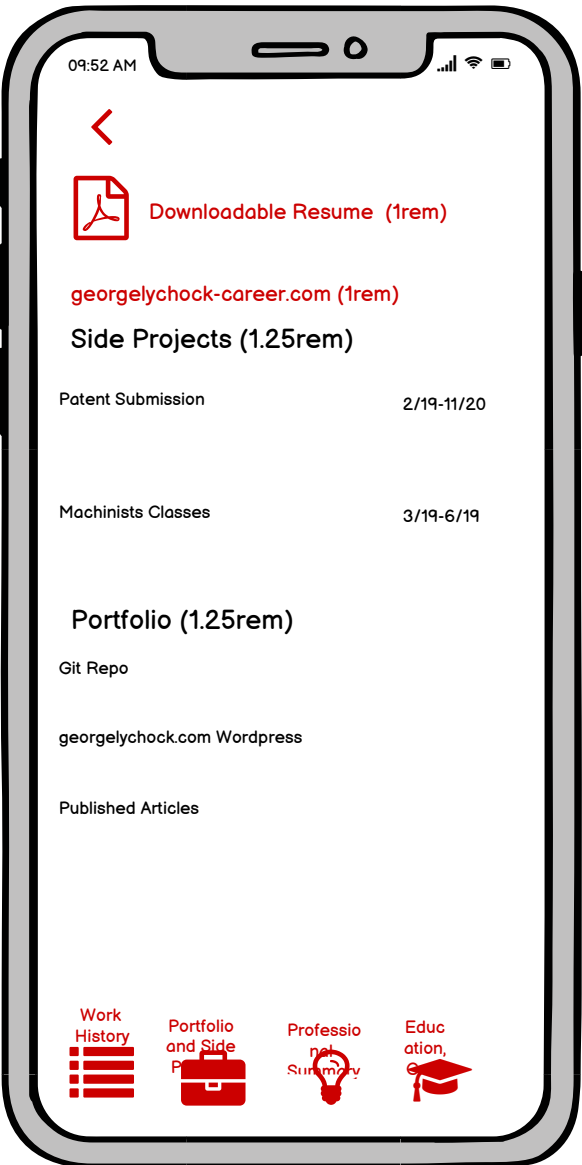 09:52 AM
Downloadable Resume (1rem)
georgelychock-career.com (1rem)
Side Projects (1.25rem)
Patent Submission 2/19-11/20
Machinists Classes 3/19-6/19
Portfolio (1.25rem)
Git Repo
georgelychock.com Wordpress
Published Articles
Work
History
Portfolio
and Side
Professio
nal
Summary
Educ
ation,